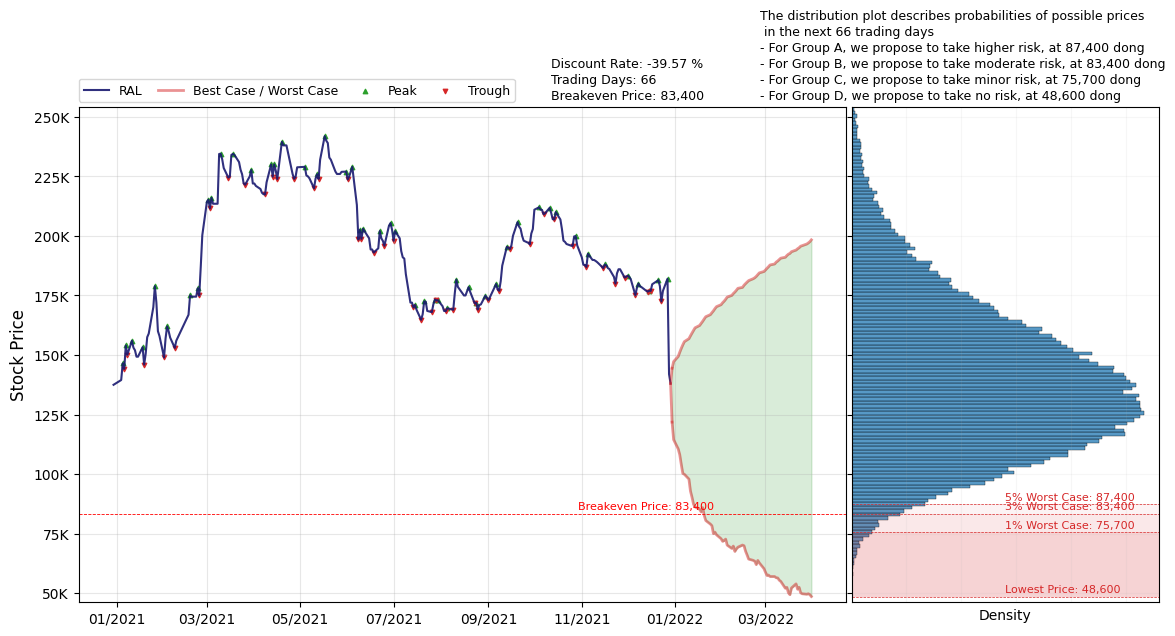 The distribution plot describes probabilities of possible prices
in the next 66 trading days
- For Group A, we propose to take higher risk, at 87,400 dong
- For Group B, we propose to take moderate risk, at 83,400 dong
- For Group C, we propose to take minor risk, at 75,700 dong
- For Group D, we propose to take no risk, at 48,600 dong
Discount Rate: -39.57 %
Trading Days: 66
Breakeven Price: 83,400
RAL
Best Case / Worst Case
Peak
Trough
Stock Price
250K
225K
200K
175K
150K
125K
100K
75K
50K
Breakeven Price: 83,400
5% Worst Case: 87,400
3% Worst Case: 83,400
1% Worst Case: 75,700
Lowest Price: 48,600
01/2021
03/2021
05/2021
07/2021
09/2021
11/2021
01/2022
03/2022
Density